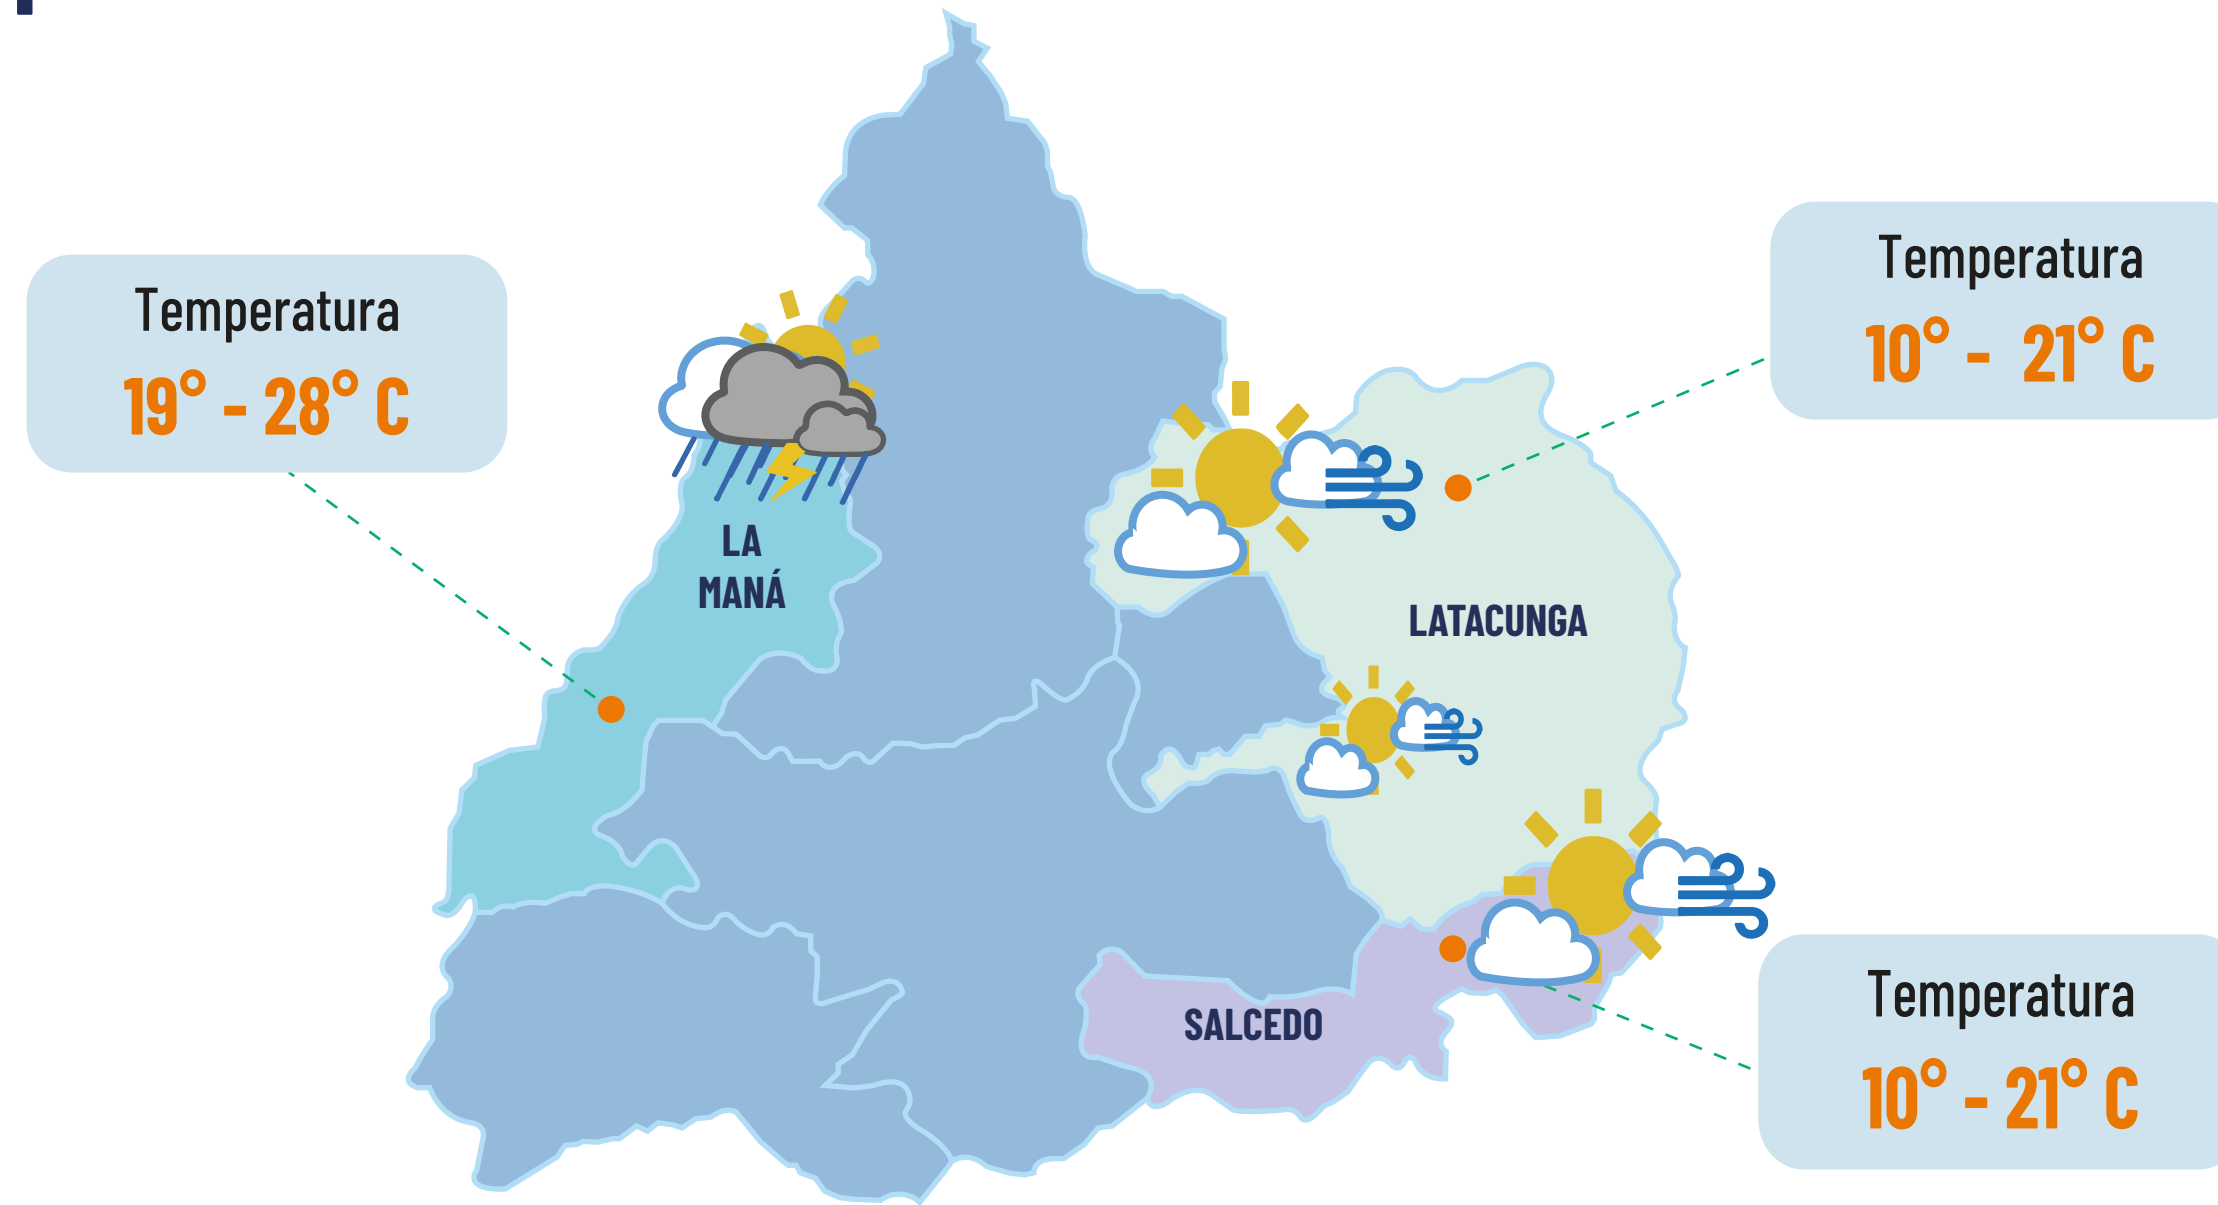 Temperatura
19° - 28° C
Temperatura
10° - 21° C
LA
MANÁ
LATACUNGA
SALCEDO
Temperatura
10° - 21° C